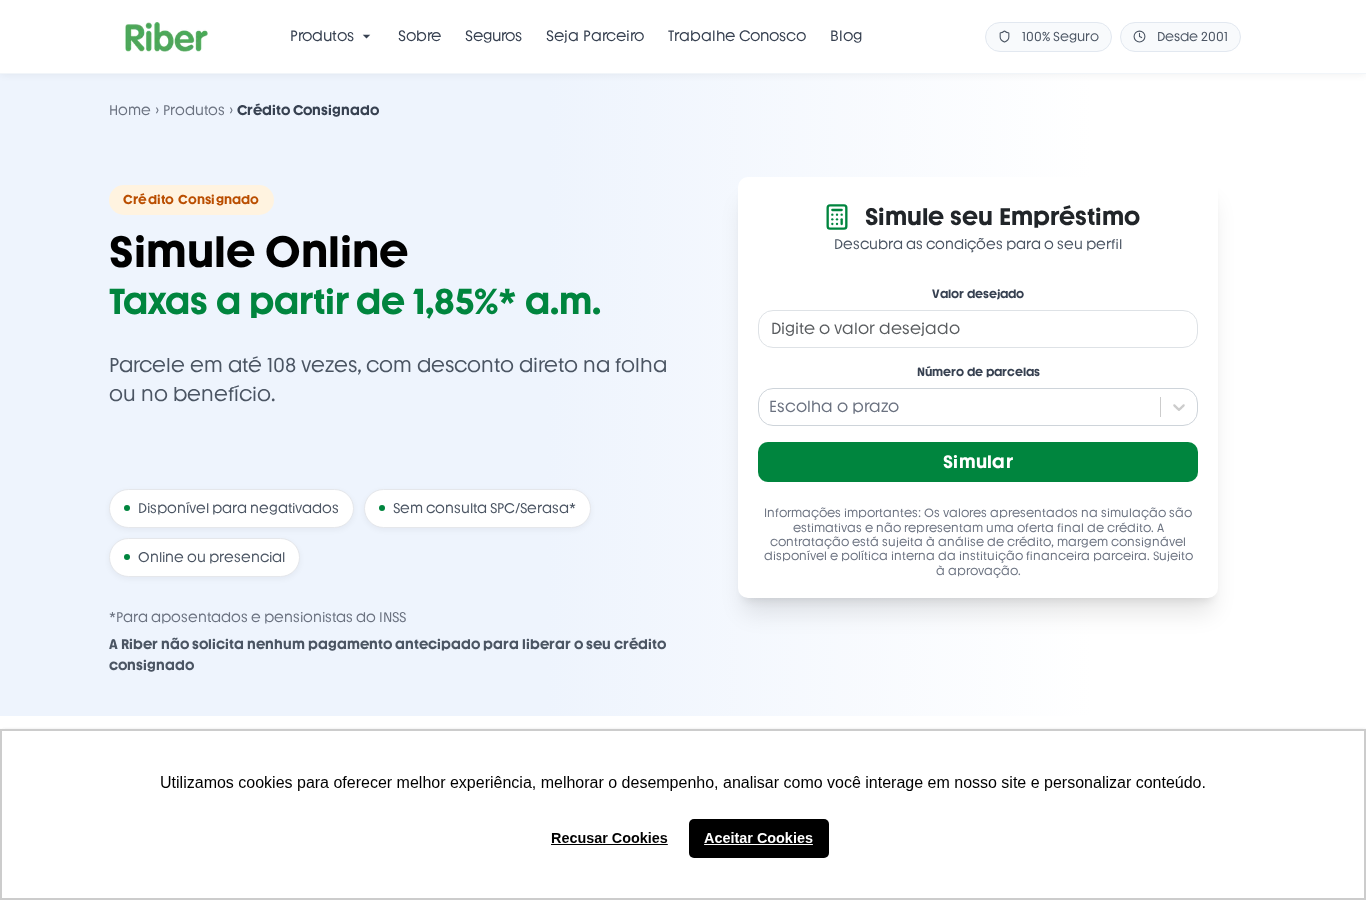 Riber
Produtos
Sobre
Seguros
Seja Parceiro
Trabalhe Conosco
Blog
100% Seguro
Desde 2001
Home › Produtos › Crédito Consignado
Crédito Consignado
Simule Online
Taxas a partir de 1,85%* a.m.
Parcele em até 108 vezes, com desconto direto na folha
ou no benefício.
Disponível para negativados
Sem consulta SPC/Serasa*
Online ou presencial
*Para aposentados e pensionistas do INSS
A Riber não solicita nenhum pagamento antecipado para liberar o seu crédito
consignado
Simule seu Empréstimo
Descubra as condições para o seu perfil
Valor desejado
Digite o valor desejado
Número de parcelas
Escolha o prazo
Simular
Informações importantes: Os valores apresentados na simulação são
estimativas e não representam uma oferta final de crédito. A
contratação está sujeita à análise de crédito, margem consignável
disponível e política interna da instituição financeira parceira. Sujeito
à aprovação.
Utilizamos cookies para oferecer melhor experiência, melhorar o desempenho, analisar como você interage em nosso site e personalizar conteúdo.
Recusar Cookies
Aceitar Cookies